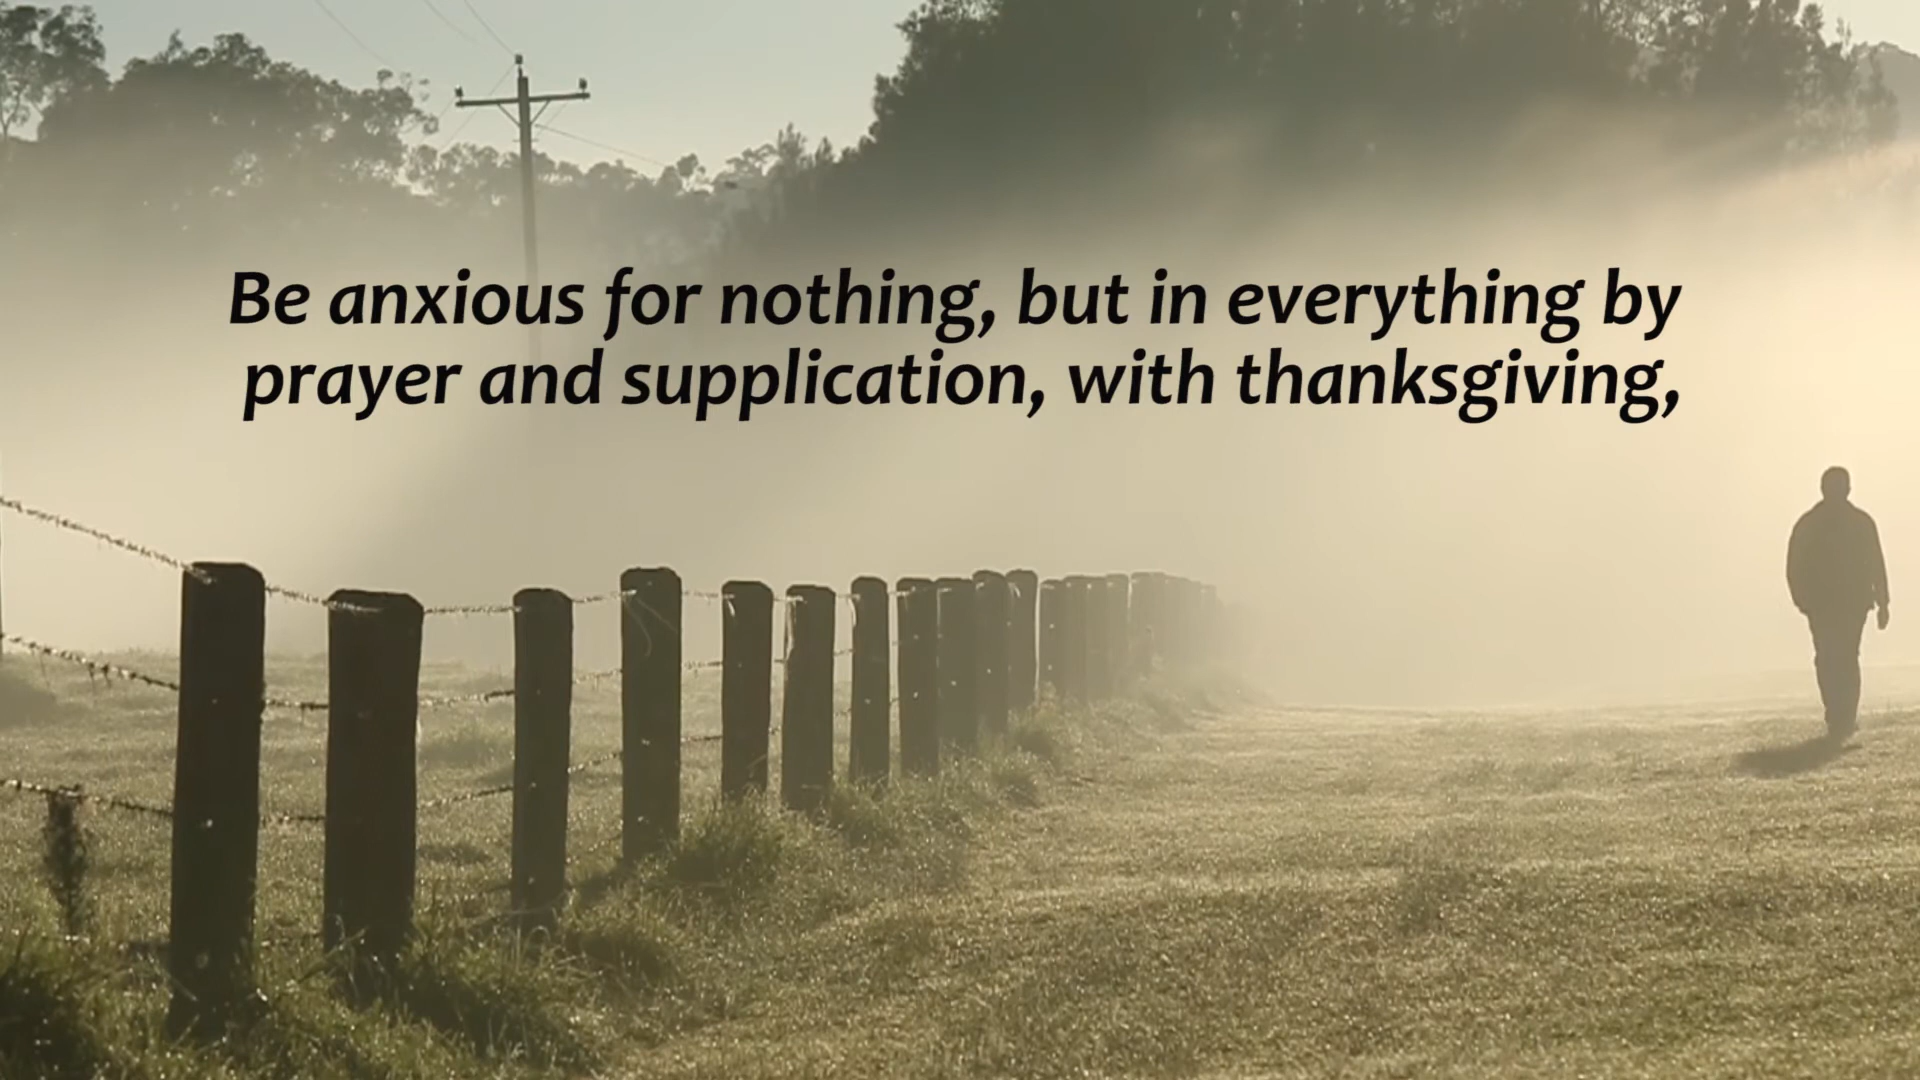 Be anxious for nothing, but in everything by
prayer and supplication, with thanksgiving,